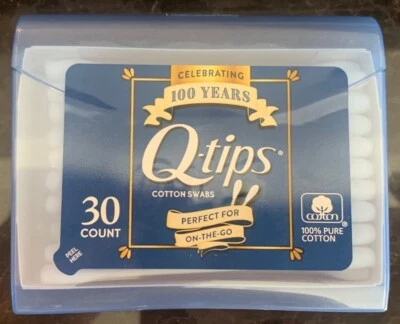 CELEBRATING
100 YEARS
Q-tips®
COTTON SWABS
30
COUNT
PERFECT FOR
ON-THE-GO
PEEL
HERE
cotton
®
100% PURE
COTTON